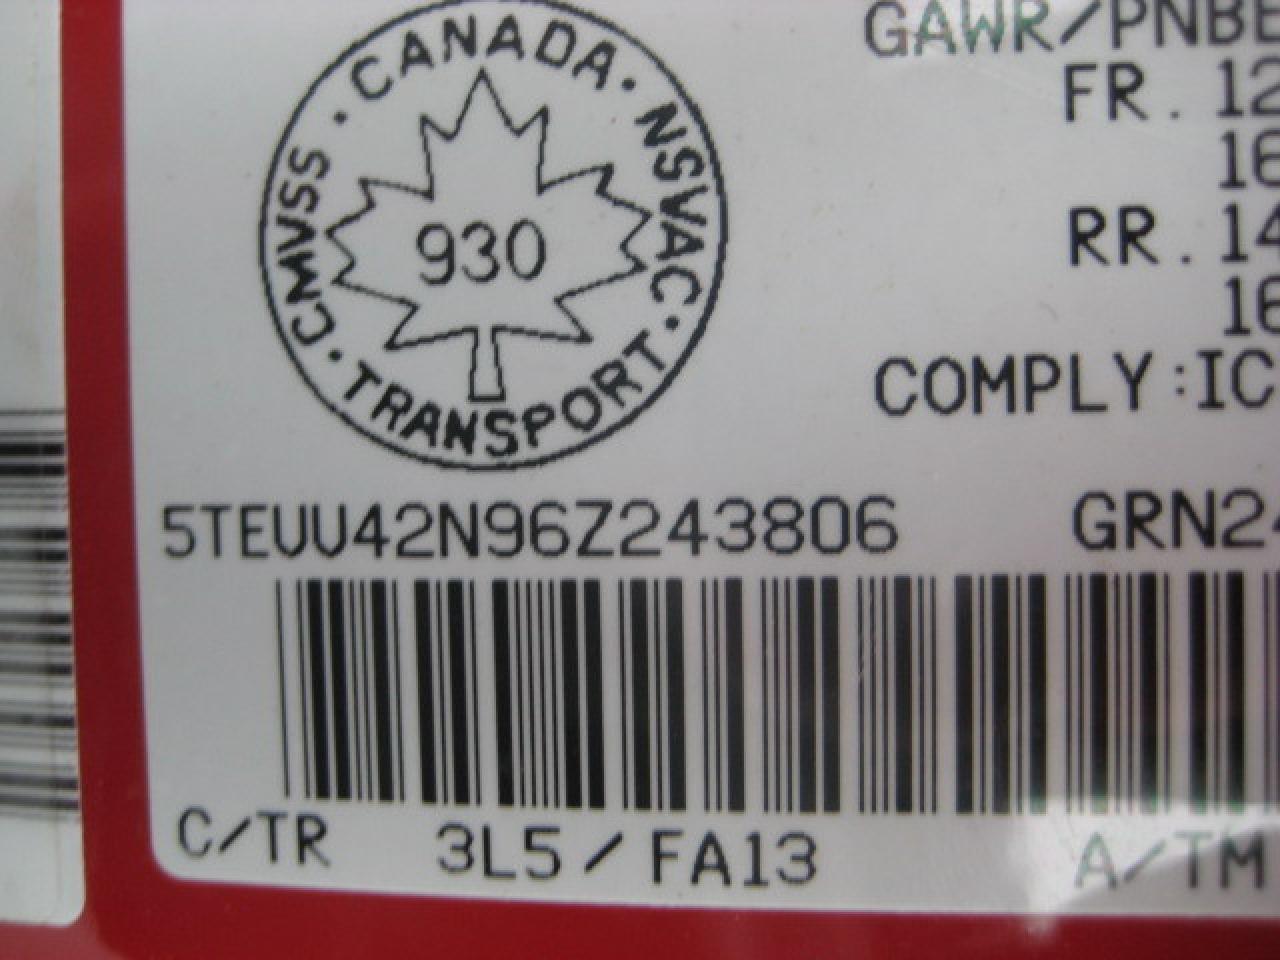 CANADA · NSVAC · TRANSPORT · CMVSS ·
930
GAWR/PNBE
FR. 12
16
RR. 14
16
COMPLY:IC
5TEUU42N96Z243806 GRN24
C/TR 3L5/FA13 A/TM